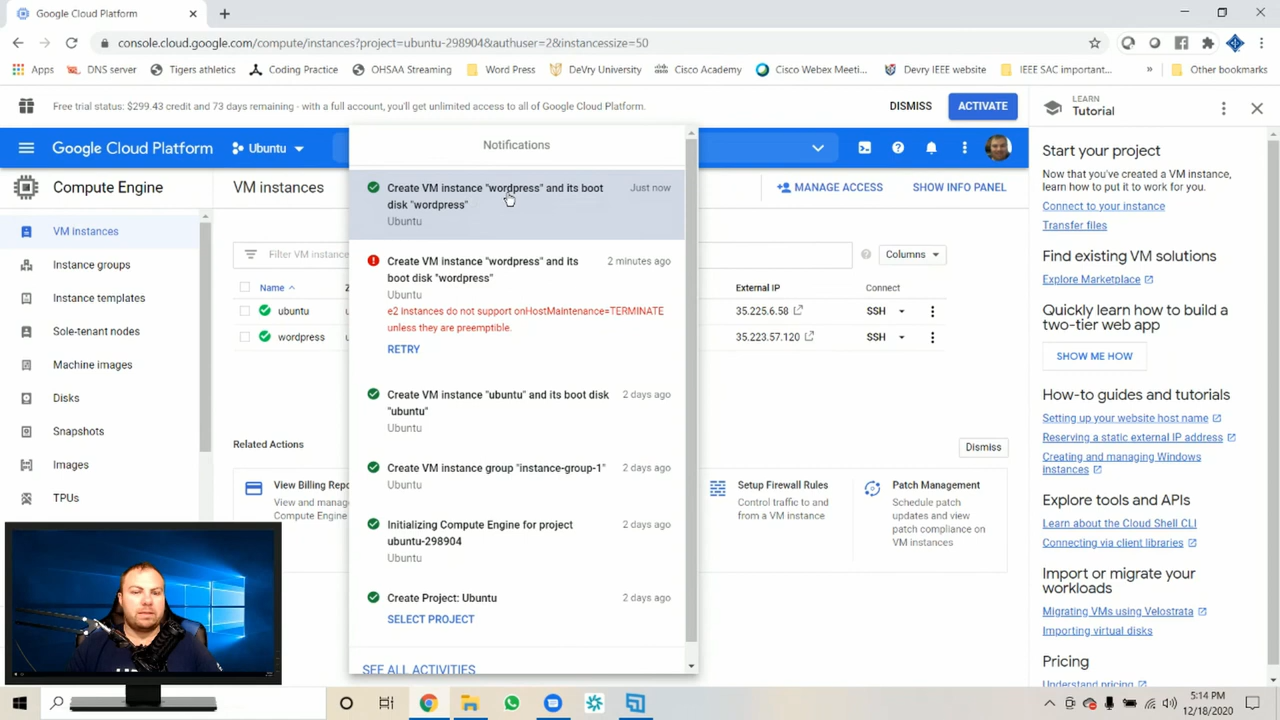 Google Cloud Platform
console.cloud.google.com/compute/instances?project=ubuntu-298904&authuser=2&instancessize=50
Apps
DNS server
Tigers athletics
Coding Practice
OHSAA Streaming
Word Press
DeVry University
Cisco Academy
Cisco Webex Meeti...
Devry IEEE website
IEEE SAC important...
»
Other bookmarks
Free trial status: $299.43 credit and 73 days remaining - with a full account, you'll get unlimited access to all of Google Cloud Platform.
DISMISS
ACTIVATE
LEARN
Tutorial
Google Cloud Platform
Ubuntu
Compute Engine
VM instances
MANAGE ACCESS
SHOW INFO PANEL
VM instances
Instance groups
Instance templates
Sole-tenant nodes
Machine images
Disks
Snapshots
Images
TPUs
Filter VM instance
Columns
Name
Z
External IP
Connect
ubuntu
35.225.6.58
SSH
wordpress
35.223.57.120
SSH
Related Actions
Dismiss
View Billing Repo
View and manage
Compute Engine
Setup Firewall Rules
Control traffic to and
from a VM instance
Patch Management
Schedule patch
updates and view
patch compliance on
VM instances
Notifications
Create VM instance "wordpress" and its boot
disk "wordpress"
Just now
Ubuntu
Create VM instance "wordpress" and its
boot disk "wordpress"
2 minutes ago
Ubuntu
e2 instances do not support onHostMaintenance=TERMINATE
unless they are preemptible.
RETRY
Create VM instance "ubuntu" and its boot disk
"ubuntu"
2 days ago
Ubuntu
Create VM instance group "instance-group-1"
2 days ago
Ubuntu
Initializing Compute Engine for project
ubuntu-298904
2 days ago
Ubuntu
Create Project: Ubuntu
2 days ago
SELECT PROJECT
SEE ALL ACTIVITIES
Start your project
Now that you've created a VM instance,
learn how to put it to work for you.
Connect to your instance
Transfer files
Find existing VM solutions
Explore Marketplace
Quickly learn how to build a
two-tier web app
SHOW ME HOW
How-to guides and tutorials
Setting up your website host name
Reserving a static external IP address
Creating and managing Windows
instances
Explore tools and APIs
Learn about the Cloud Shell CLI
Connecting via client libraries
Import or migrate your
workloads
Migrating VMs using Velostrata
Importing virtual disks
Pricing
Understand pricing
5:14 PM
12/18/2020